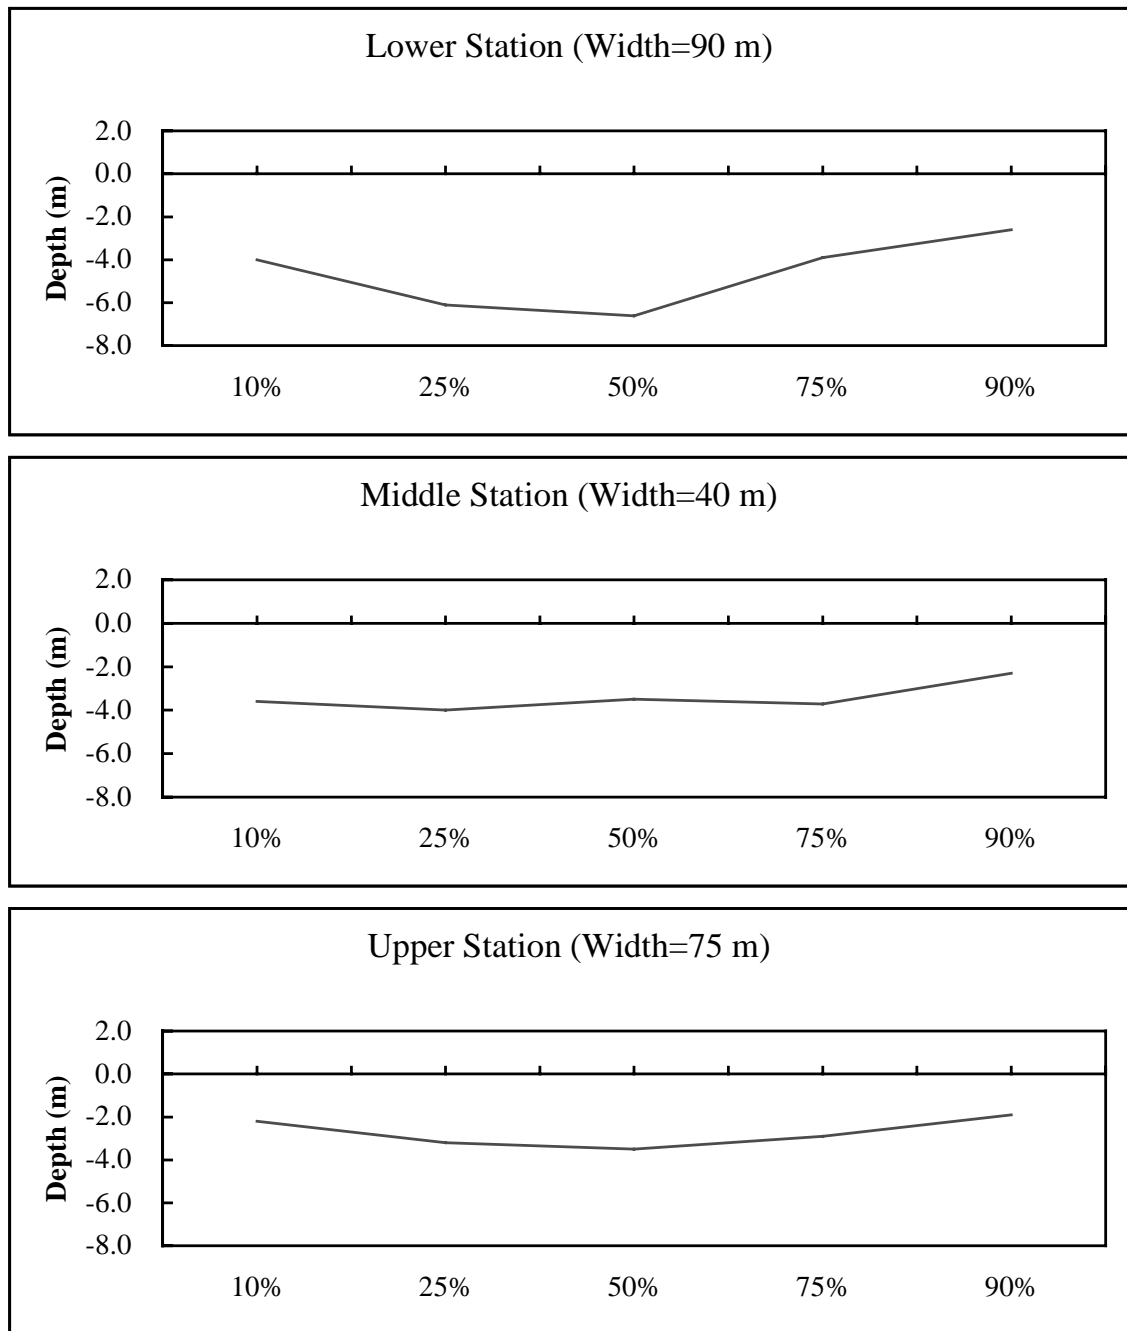 Lower Station (Width=90 m)
2.0
0.0
-2.0
-4.0
-6.0
-8.0
Depth (m)
10% 25% 50% 75% 90%
Middle Station (Width=40 m)
2.0
0.0
-2.0
-4.0
-6.0
-8.0
Depth (m)
10% 25% 50% 75% 90%
Upper Station (Width=75 m)
2.0
0.0
-2.0
-4.0
-6.0
-8.0
Depth (m)
10% 25% 50% 75% 90%